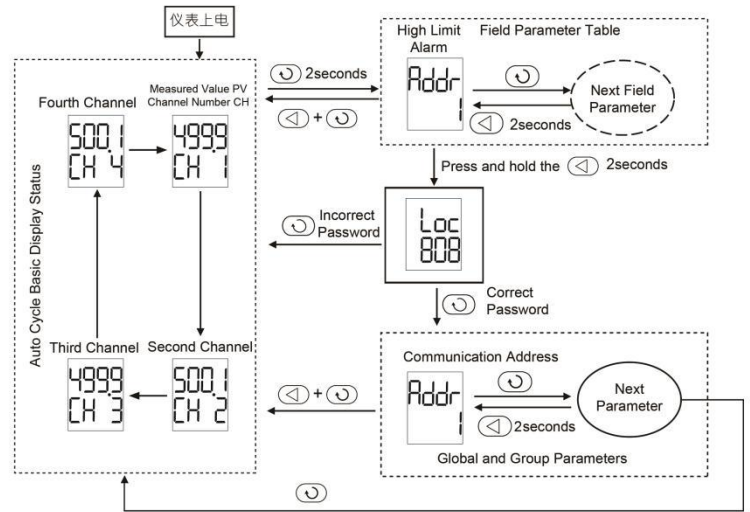 仪表上电
High Limit
Alarm
Field Parameter Table
2seconds
Addr
1
Next Field
Parameter
2seconds
+
Measured Value PV
Channel Number CH
Fourth Channel
500.1
CH 4
499.9
CH 1
Auto Cycle Basic Display Status
Press and hold the 2seconds
Incorrect
Password
Loc
808
Correct
Password
Third Channel
Second Channel
499.9
CH 3
500.1
CH 2
+
Communication Address
Addr
1
Next
Parameter
2seconds
Global and Group Parameters